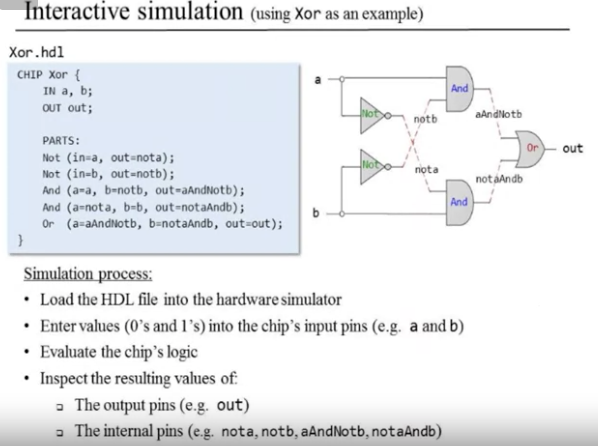 Interactive simulation (using Xor as an example)
Xor.hdl
CHIP Xor {
IN a, b;
OUT out;
PARTS:
Not (in=a, out=nota);
Not (in=b, out=notb);
And (a=a, b=notb, out=aAndNotb);
And (a=nota, b=b, out=notaAndb);
Or (a=aAndNotb, b=notaAndb, out=out);
}
a
And
Not
notb
aAndNotb
Or
out
Not
nota
notaAndb
And
b
Simulation process:
• Load the HDL file into the hardware simulator
• Enter values (0's and 1's) into the chip's input pins (e.g. a and b)
• Evaluate the chip's logic
• Inspect the resulting values of:
The output pins (e.g. out)
The internal pins (e.g. nota, notb, aAndNotb, notaAndb)